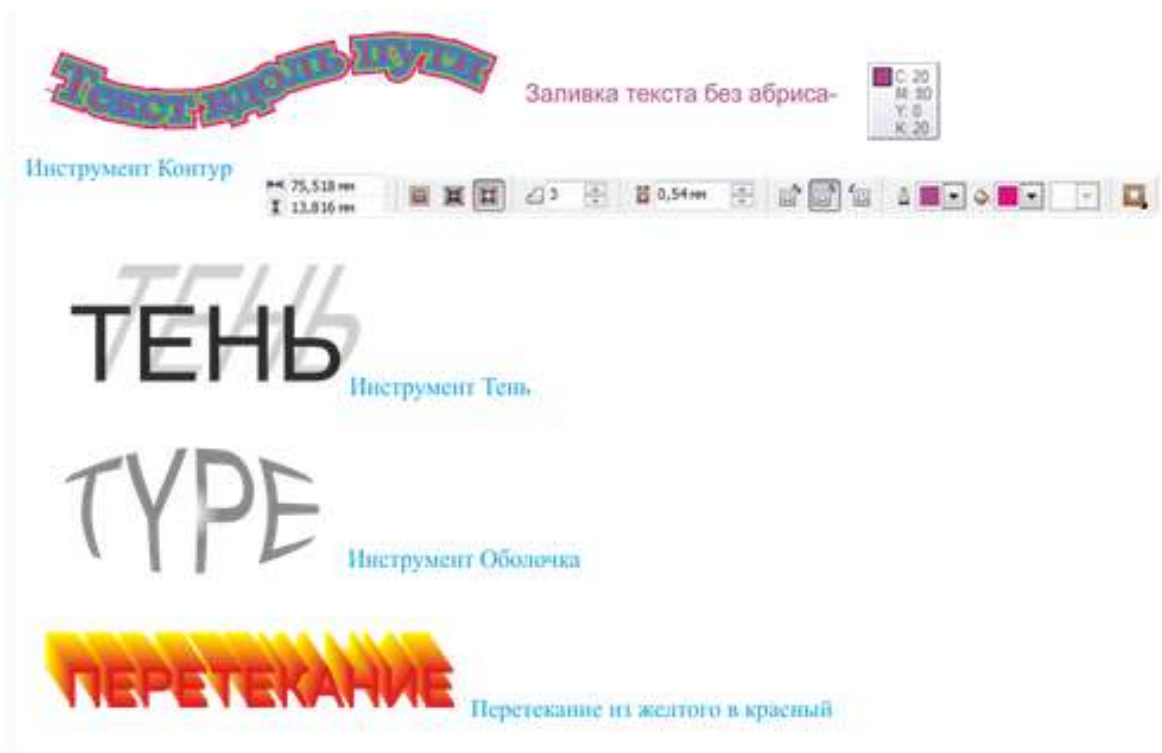 Текст вдоль пути
Заливка текста без абриса-
C: 20
M: 80
Y: 0
K: 20
Инструмент Контур
75,518 мм
13,816 мм
3
0,54 мм
ТЕНЬ
Инструмент Тень
TYPE
Инструмент Оболочка
ПЕРЕТЕКАНИЕ
Перетекание из желтого в красный